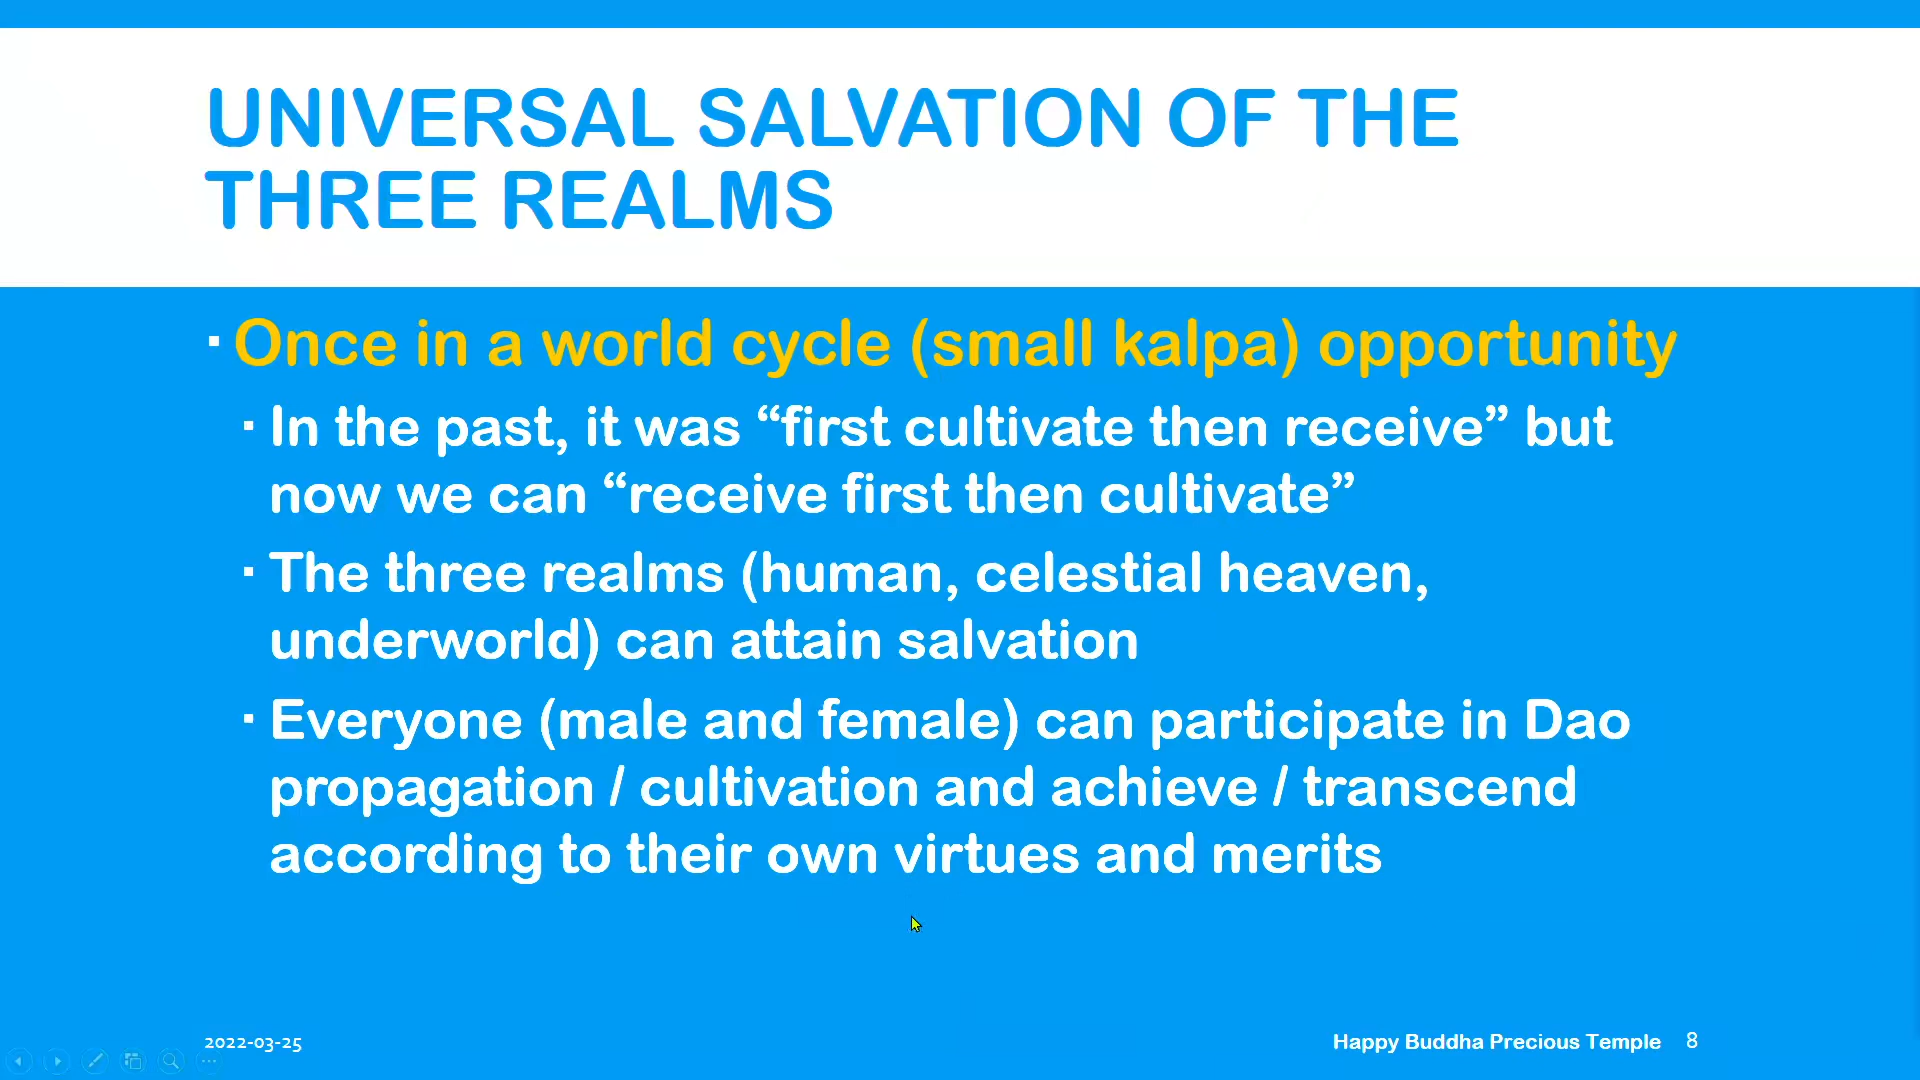 UNIVERSAL SALVATION OF THE
THREE REALMS
▪ Once in a world cycle (small kalpa) opportunity
▪ In the past, it was “first cultivate then receive” but
now we can “receive first then cultivate”
▪ The three realms (human, celestial heaven,
underworld) can attain salvation
▪ Everyone (male and female) can participate in Dao
propagation / cultivation and achieve / transcend
according to their own virtues and merits
2022-03-25
Happy Buddha Precious Temple 8